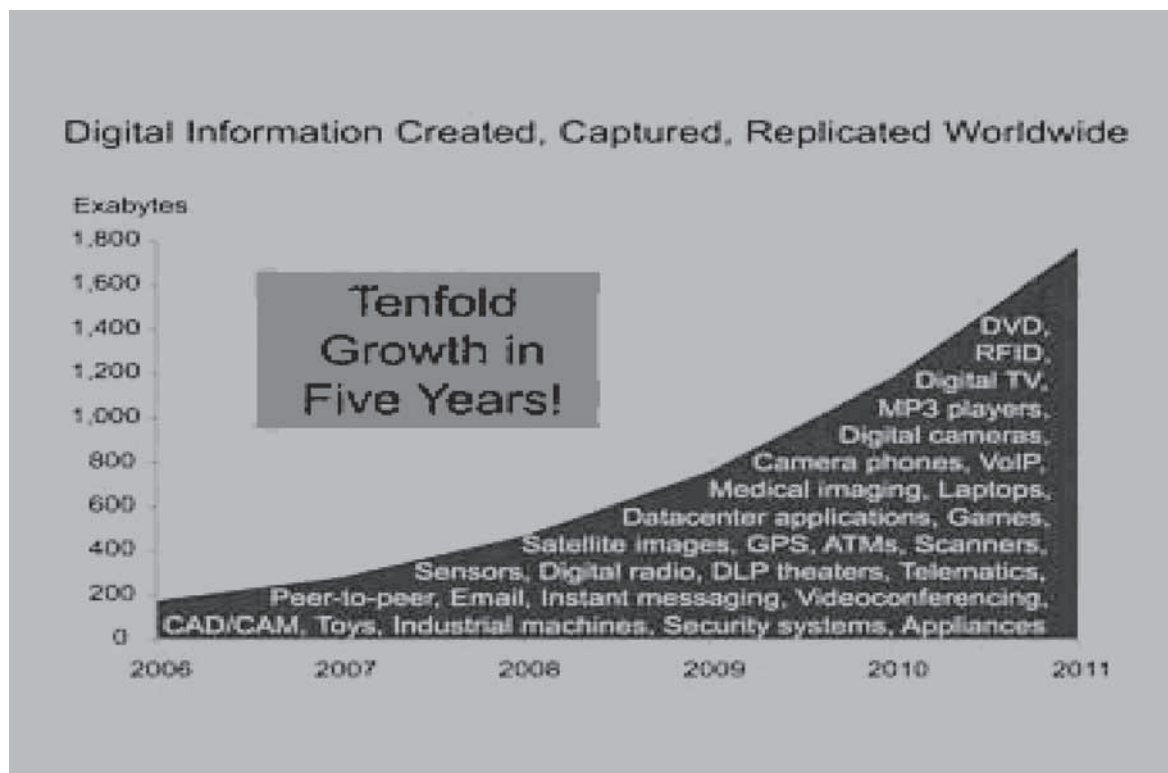 Digital Information Created, Captured, Replicated Worldwide
Exabytes
1,800
1,600
1,400
1,200
1,000
800
600
400
200
0
Tenfold
Growth in
Five Years!
DVD,
RFID,
Digital TV,
MP3 players,
Digital cameras,
Camera phones, VoIP,
Medical imaging, Laptops,
Datacenter applications, Games,
Satellite images, GPS, ATMs, Scanners,
Sensors, Digital radio, DLP theaters, Telematics,
Peer-to-peer, Email, Instant messaging, Videoconferencing,
CAD/CAM, Toys, Industrial machines, Security systems, Appliances
2006 2007 2008 2009 2010 2011